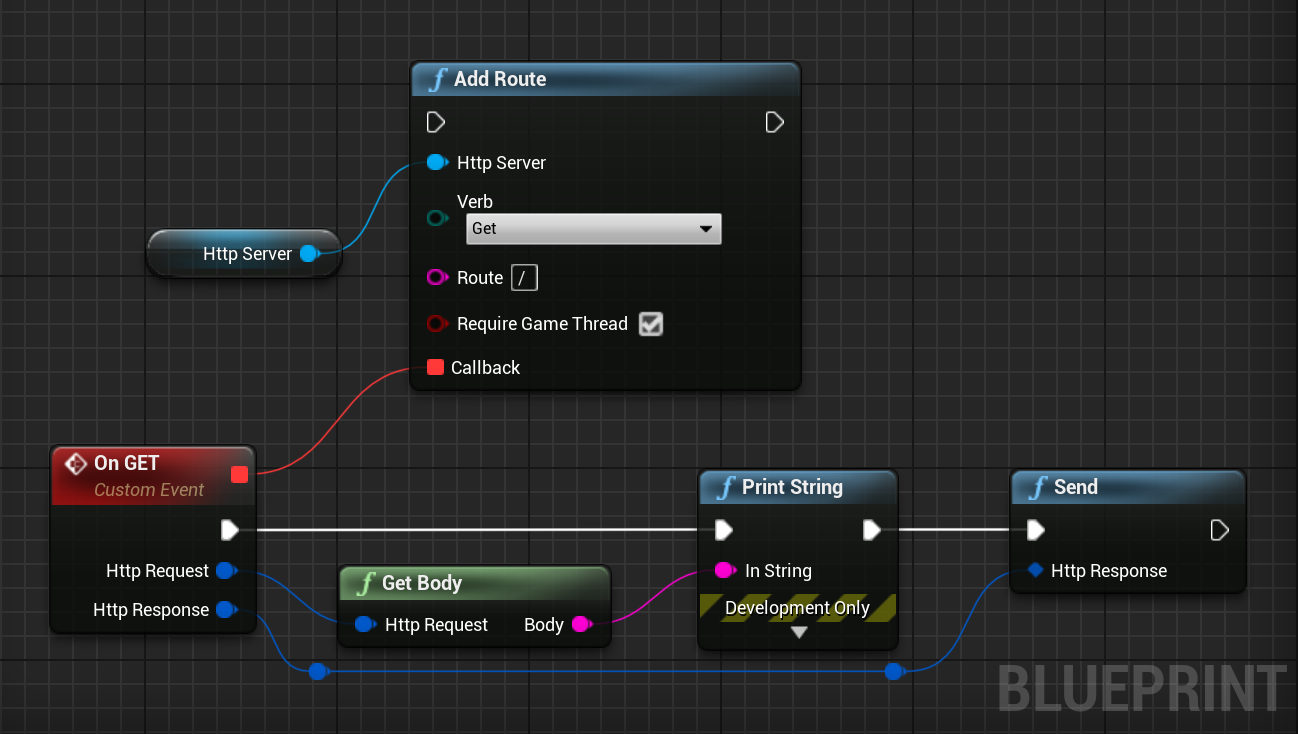 f Add Route
Http Server
Verb
Get
Http Server
Route /
Require Game Thread
Callback
On GET
Custom Event
f Print String
f Send
Http Request
In String
Http Response
f Get Body
Http Response
Development Only
Http Request Body
BLUEPRINT